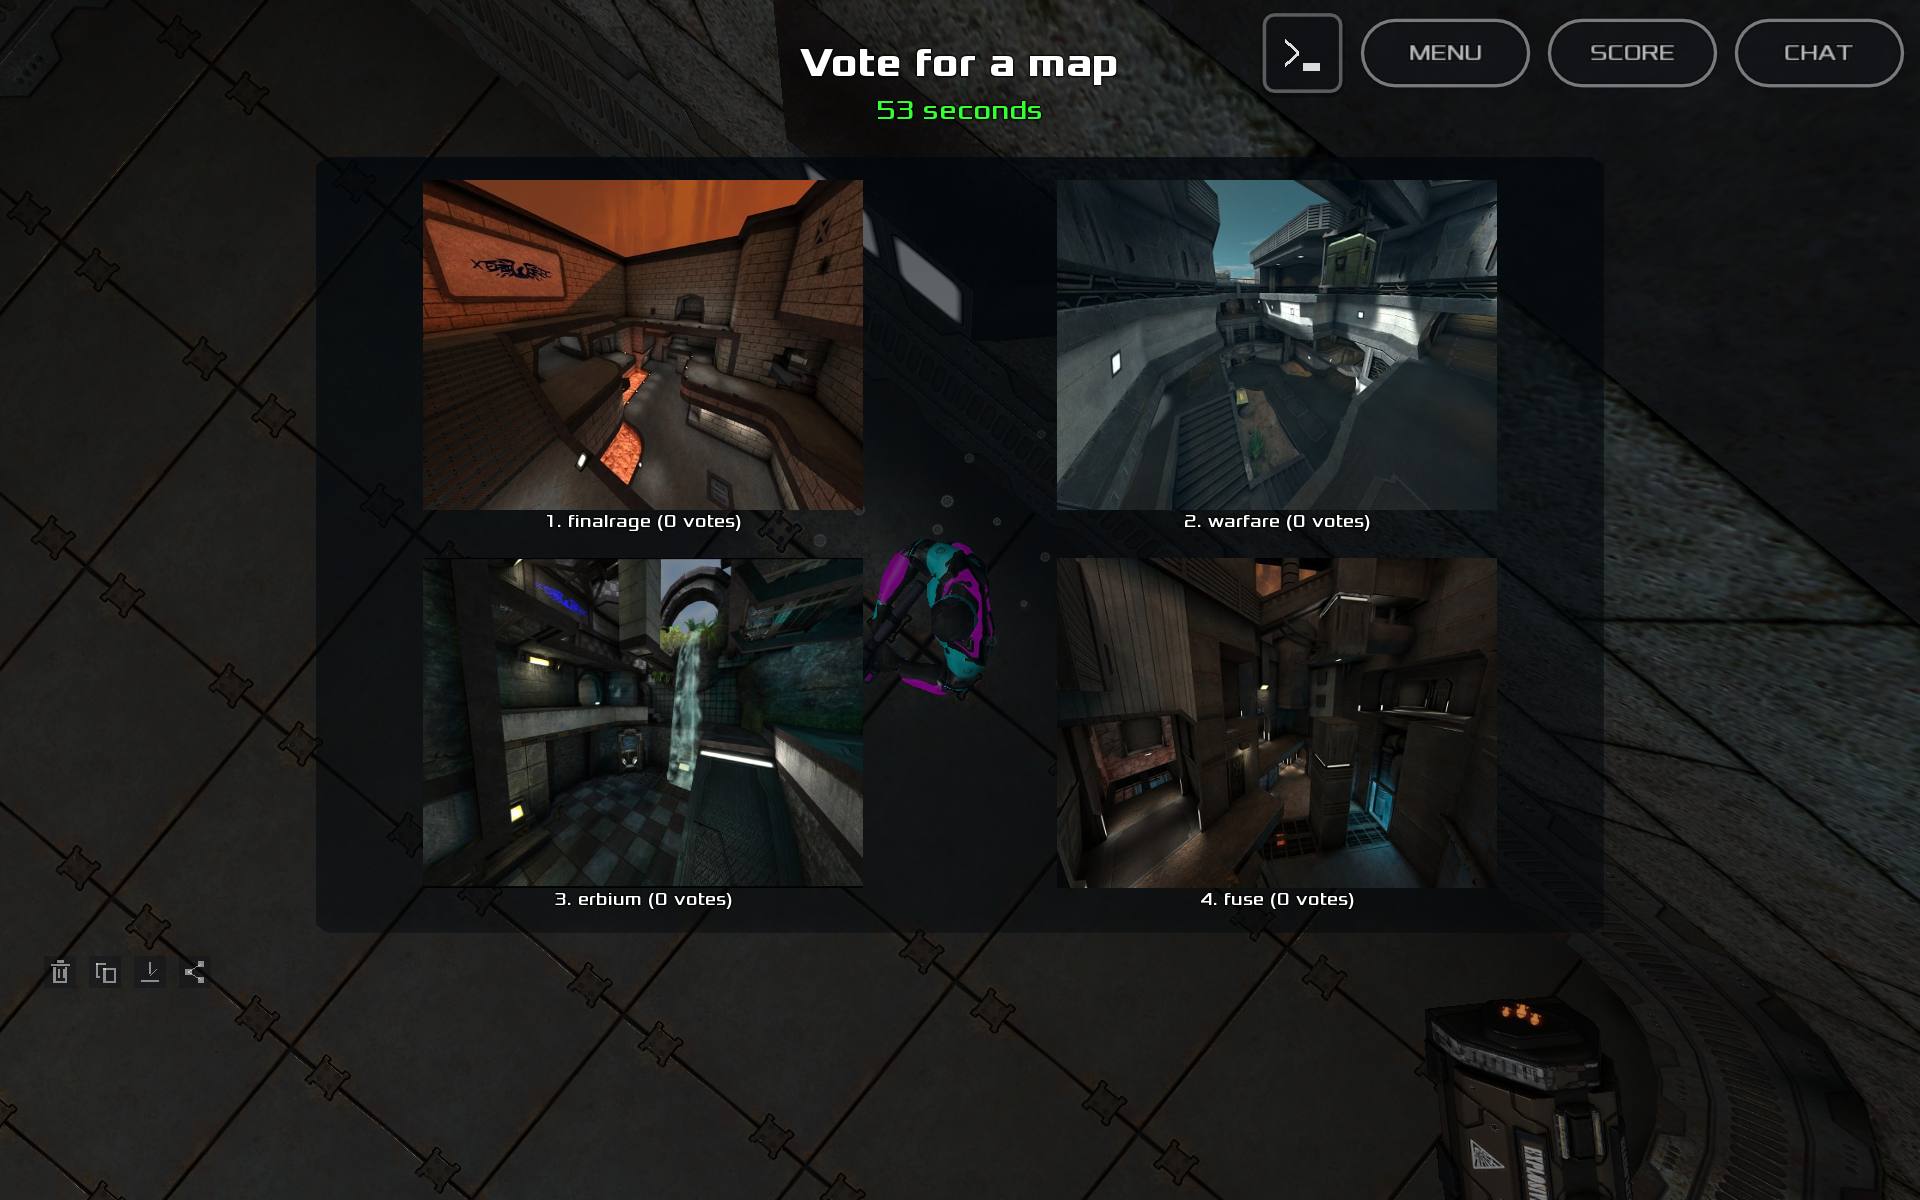 Vote for a map
53 seconds
MENU
SCORE
CHAT
1. finalrage (0 votes)
2. warfare (0 votes)
3. erbium (0 votes)
4. fuse (0 votes)